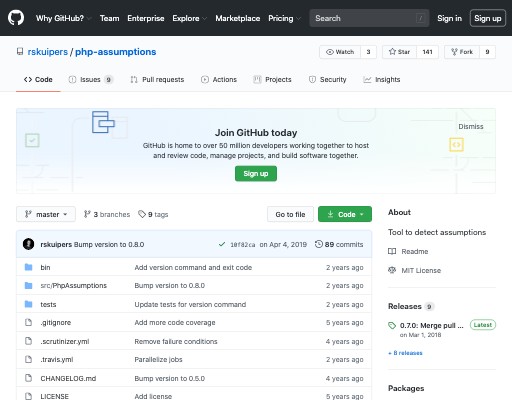 Why GitHub? Team Enterprise Explore Marketplace Pricing Search / Sign in Sign up
rskuipers / php-assumptions
Watch 3 Star 141 Fork 9
Code Issues 9 Pull requests Actions Projects Security Insights
Join GitHub today
Dismiss
GitHub is home to over 50 million developers working together to host
and review code, manage projects, and build software together.
Sign up
master 3 branches 9 tags Go to file Code
rskuipers Bump version to 0.8.0 10f82ca on Apr 4, 2019 89 commits
bin Add version command and exit code 2 years ago
src/PhpAssumptions Bump version to 0.8.0 2 years ago
tests Update tests for version command 2 years ago
.gitignore Add more code coverage 5 years ago
.scrutinizer.yml Remove failure conditions 4 years ago
.travis.yml Parallelize jobs 2 years ago
CHANGELOG.md Bump version to 0.5.0 4 years ago
LICENSE Add license 5 years ago
About
Tool to detect assumptions
Readme
MIT License
Releases 9
0.7.0: Merge pull ... Latest
on Mar 1, 2018
+ 8 releases
Packages